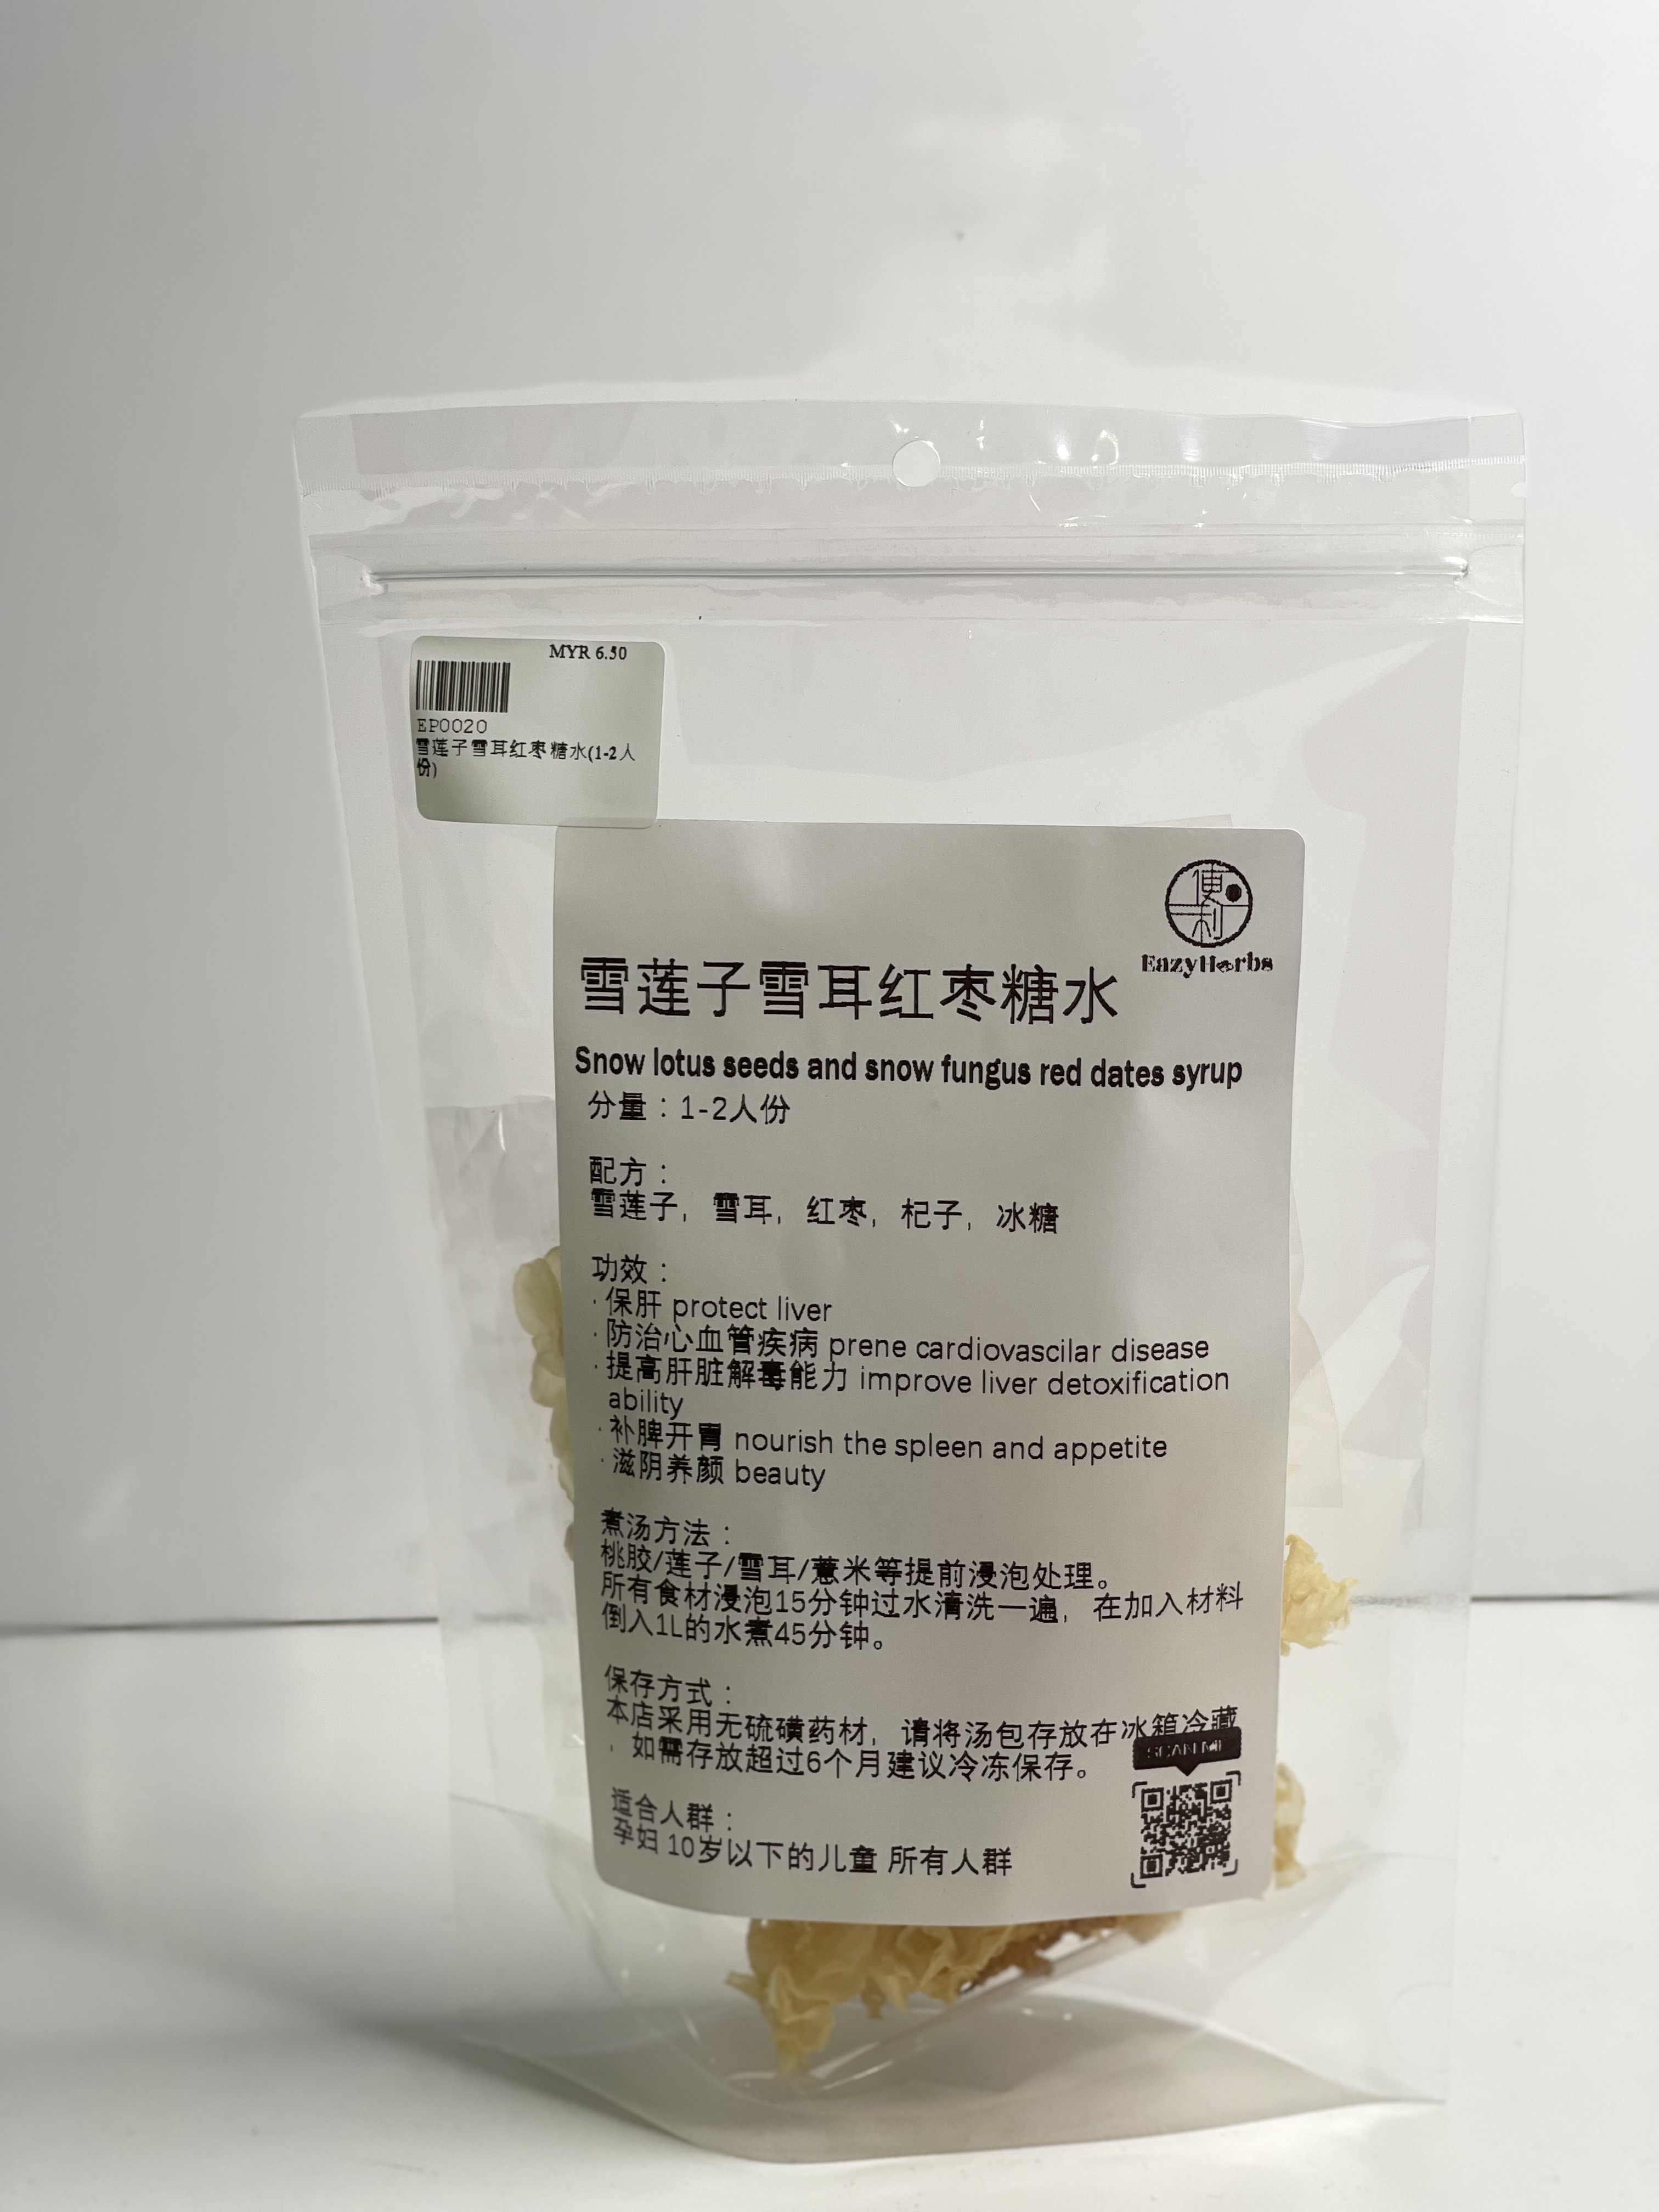 MYR 6.50
EP0020
雪莲子雪耳红枣糖水(1-2人
份)
便利
EazyHerbs
雪莲子雪耳红枣糖水
Snow lotus seeds and snow fungus red dates syrup
分量：1-2人份
配方：
雪莲子，雪耳，红枣，杞子，冰糖
功效：
·保肝 protect liver
·防治心血管疾病 prene cardiovascilar disease
·提高肝脏解毒能力 improve liver detoxification
ability
·补脾开胃 nourish the spleen and appetite
·滋阴养颜 beauty
煮汤方法：
桃胶/莲子/雪耳/薏米等提前浸泡处理。
所有食材浸泡15分钟过水清洗一遍，在加入材料
倒入1L的水煮45分钟。
保存方式：
本店采用无硫磺药材，请将汤包存放在冰箱冷藏
，如需存放超过6个月建议冷冻保存。
SCAN ME
适合人群：
孕妇 10岁以下的儿童 所有人群